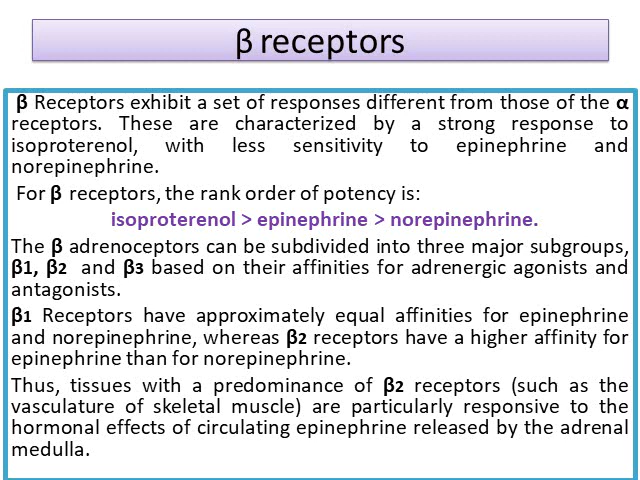 β receptors
β Receptors exhibit a set of responses different from those of the α
receptors. These are characterized by a strong response to
isoproterenol, with less sensitivity to epinephrine and
norepinephrine.
For β receptors, the rank order of potency is:
isoproterenol > epinephrine > norepinephrine.
The β adrenoceptors can be subdivided into three major subgroups,
β1, β2 and β3 based on their affinities for adrenergic agonists and
antagonists.
β1 Receptors have approximately equal affinities for epinephrine
and norepinephrine, whereas β2 receptors have a higher affinity for
epinephrine than for norepinephrine.
Thus, tissues with a predominance of β2 receptors (such as the
vasculature of skeletal muscle) are particularly responsive to the
hormonal effects of circulating epinephrine released by the adrenal
medulla.